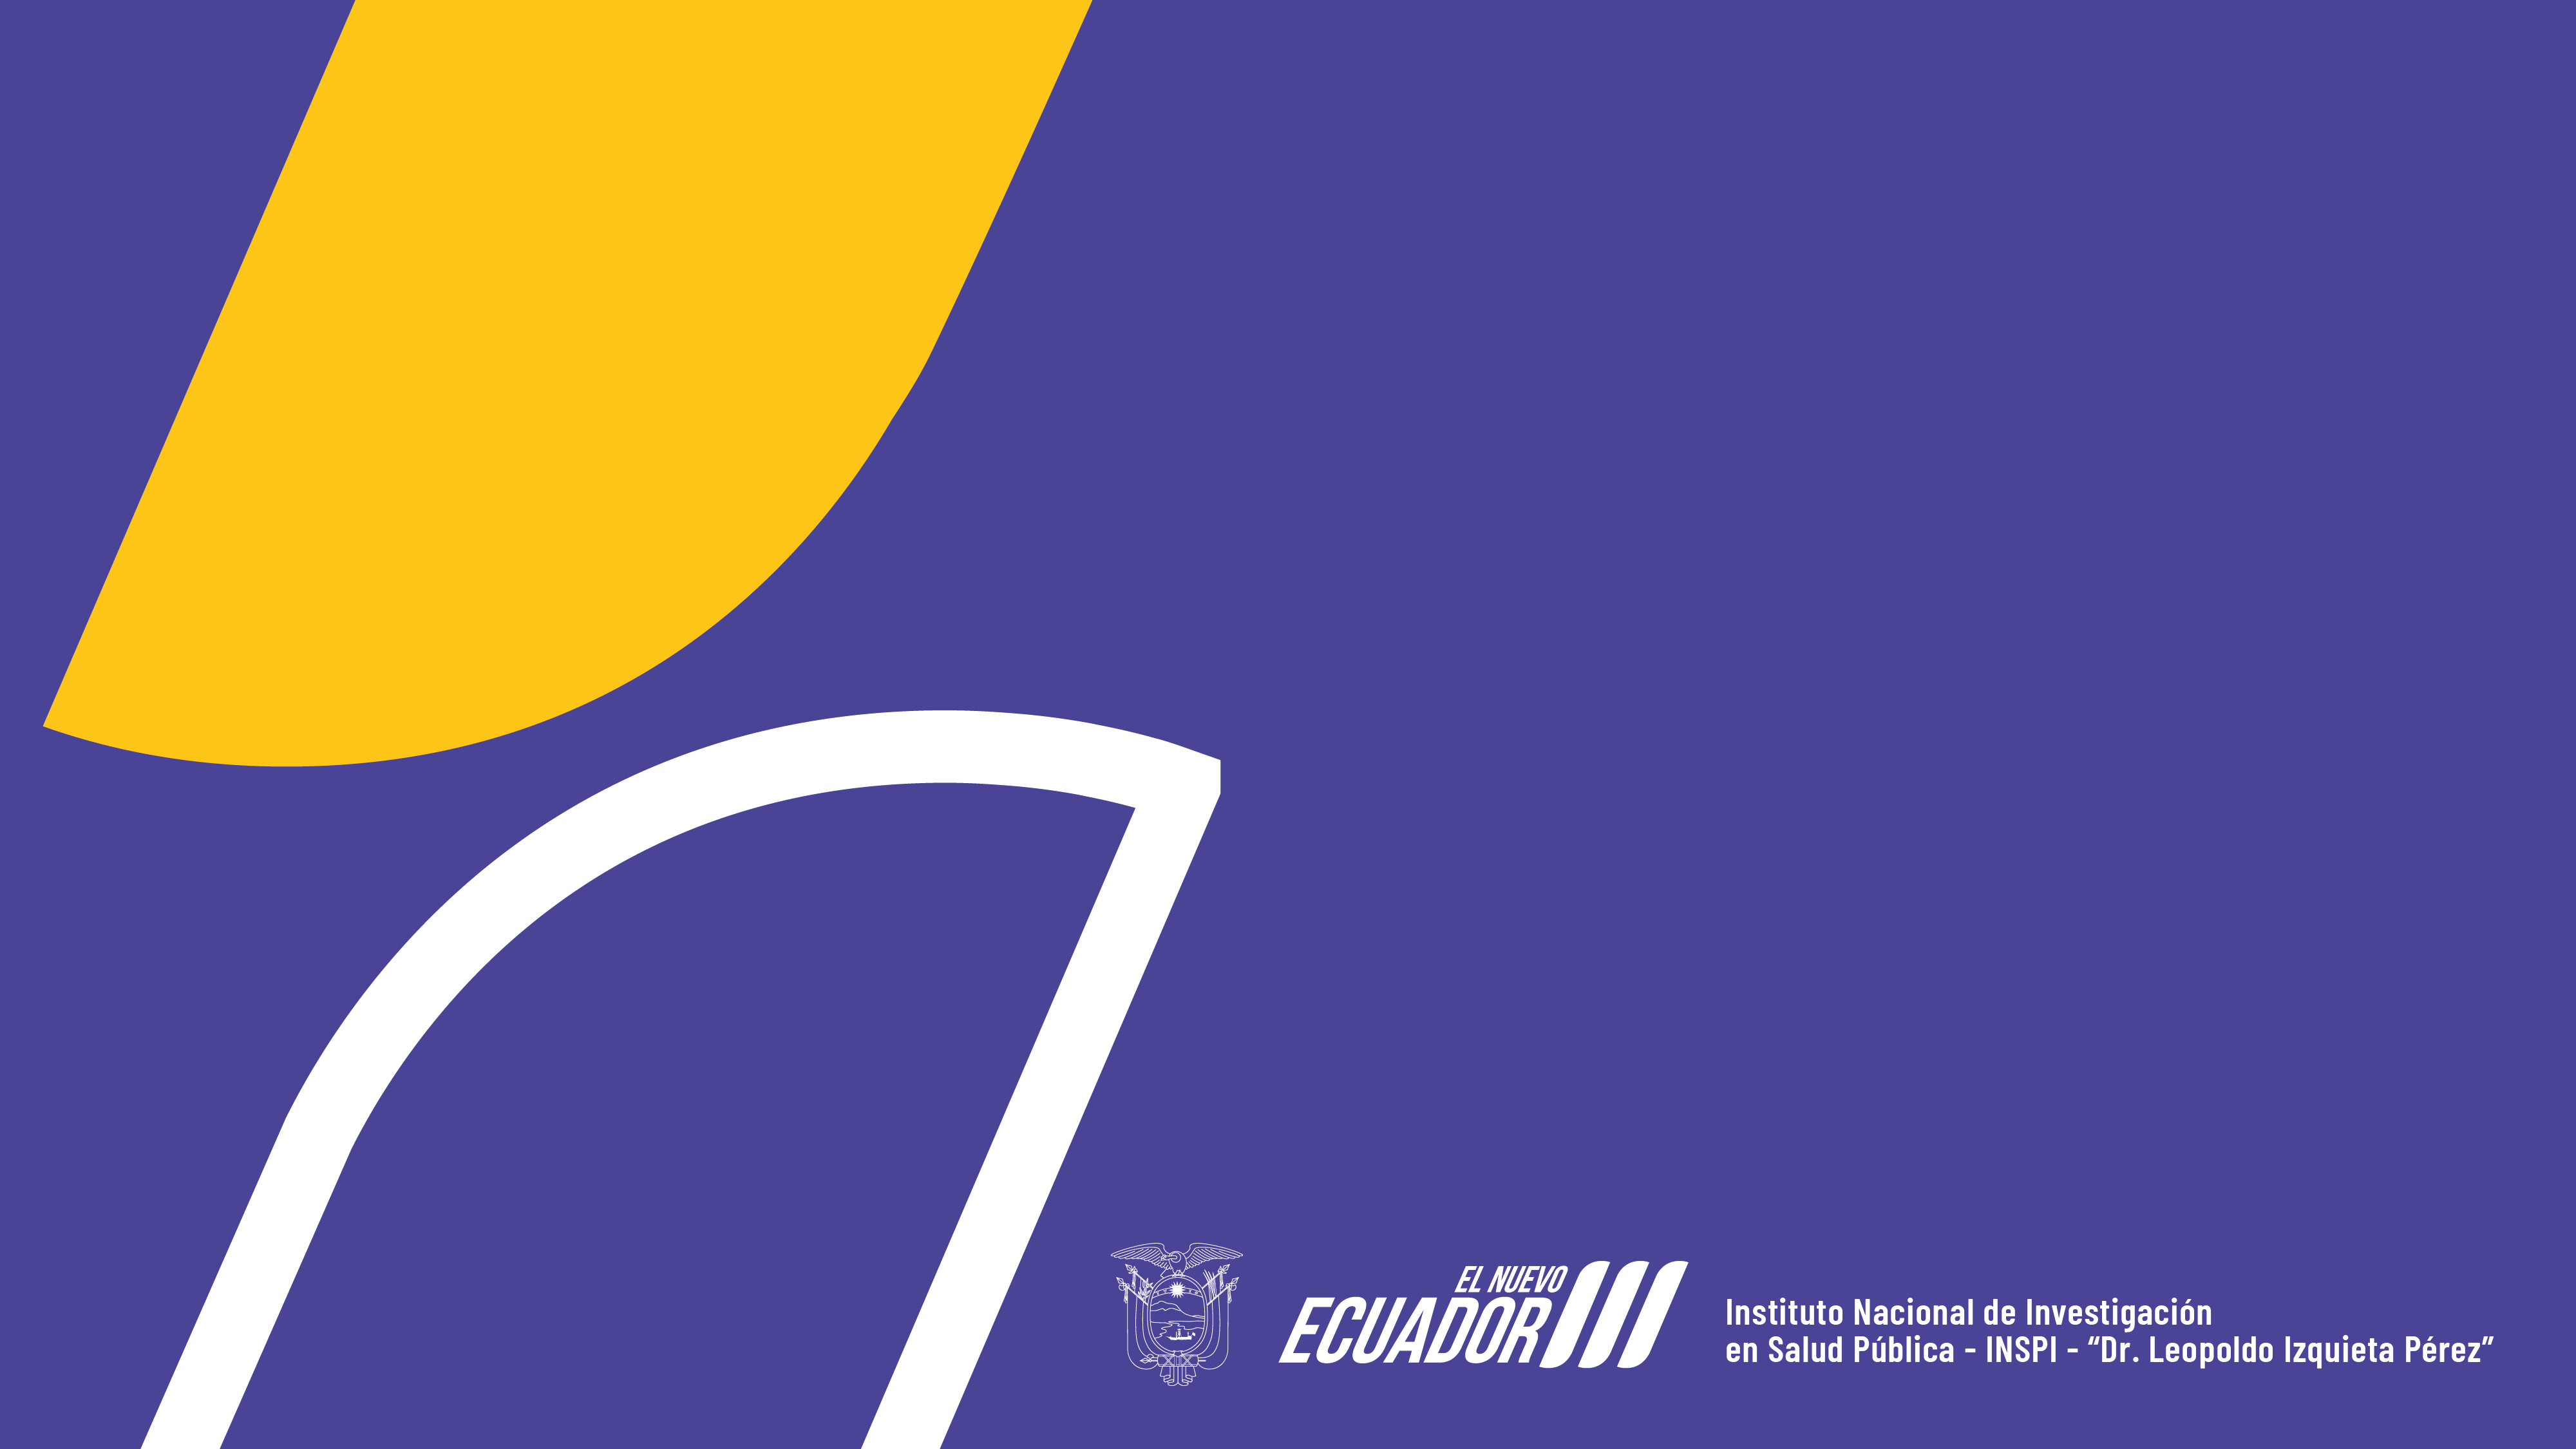 EL NUEVO
ECUADOR
Instituto Nacional de Investigación
en Salud Pública - INSPI - “Dr. Leopoldo Izquieta Pérez”